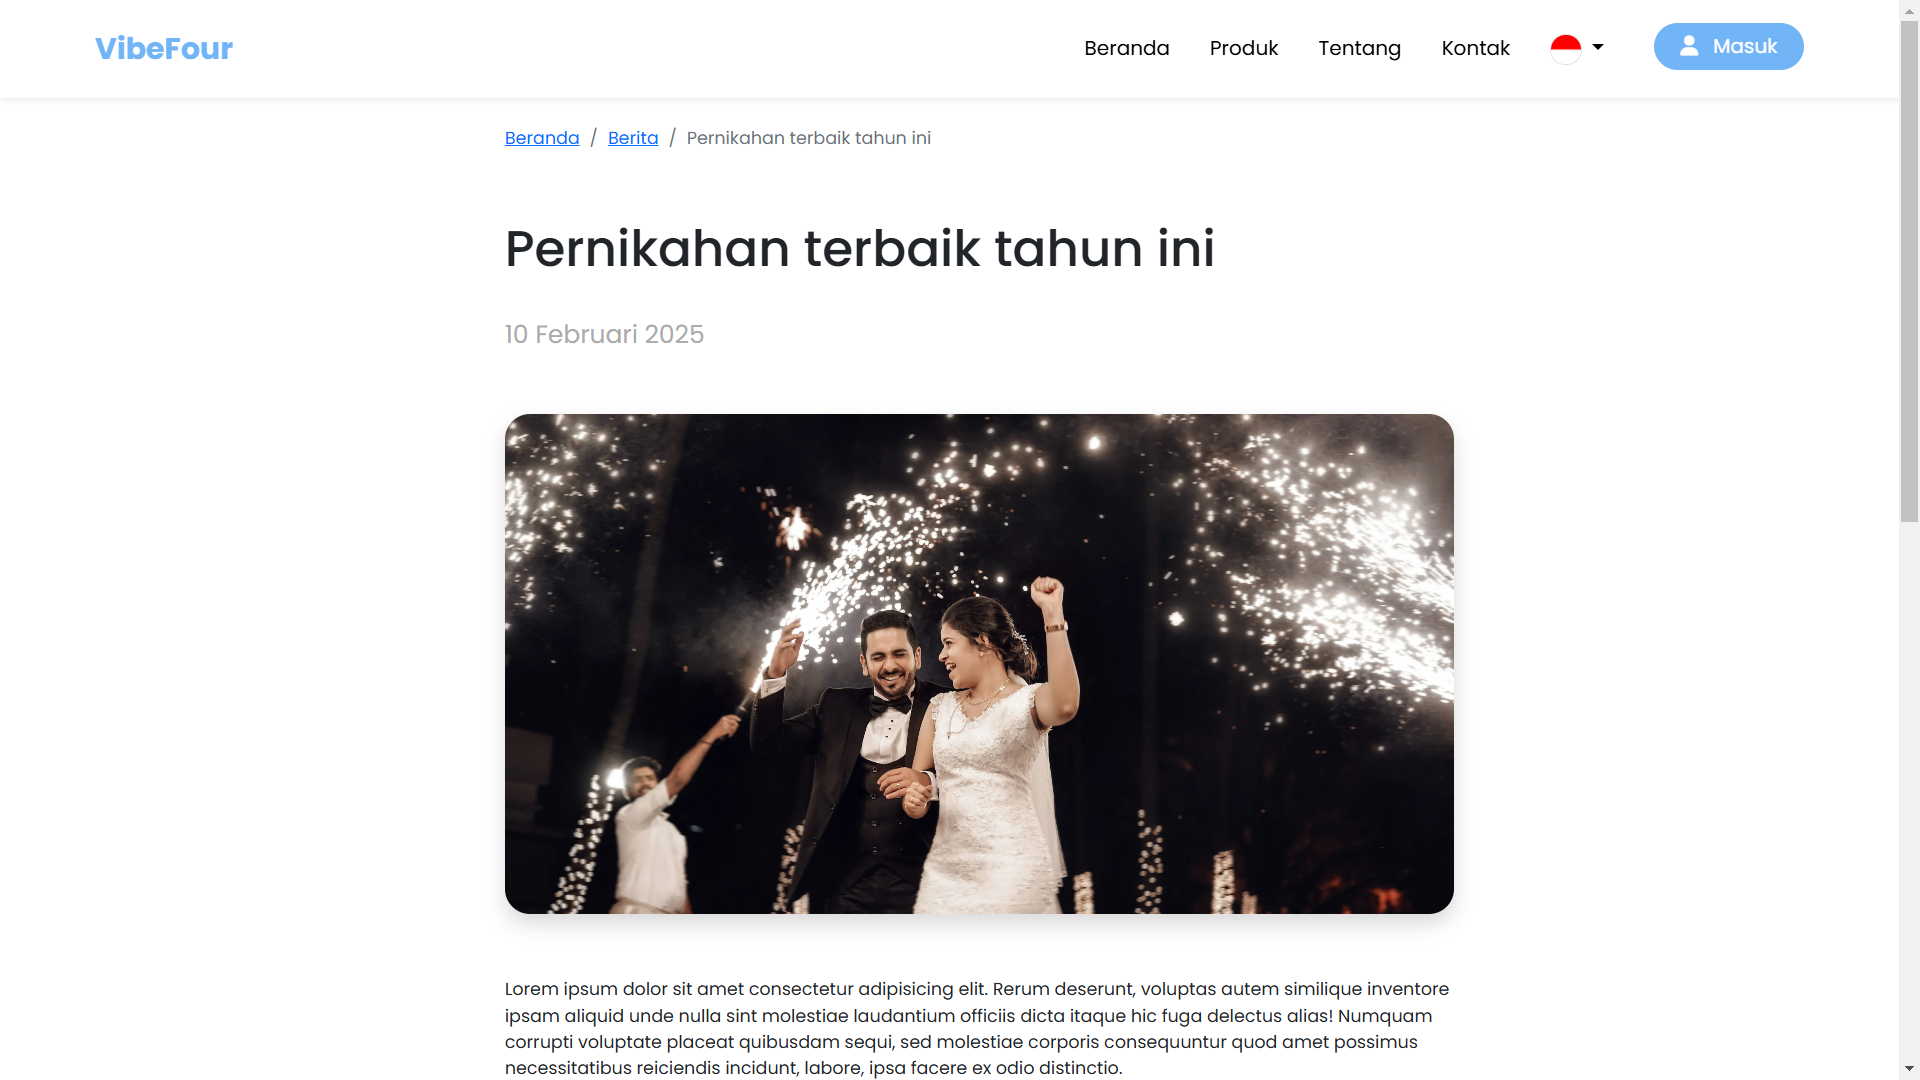 VibeFour
Beranda
Produk
Tentang
Kontak
Masuk
Beranda / Berita / Pernikahan terbaik tahun ini
Pernikahan terbaik tahun ini
10 Februari 2025
Lorem ipsum dolor sit amet consectetur adipisicing elit. Rerum deserunt, voluptas autem similique inventore
ipsam aliquid unde nulla sint molestiae laudantium officiis dicta itaque hic fuga delectus alias! Numquam
corrupti voluptate placeat quibusdam sequi, sed molestiae corporis consequuntur quod amet possimus
necessitatibus reiciendis incidunt, labore, ipsa facere ex odio distinctio.